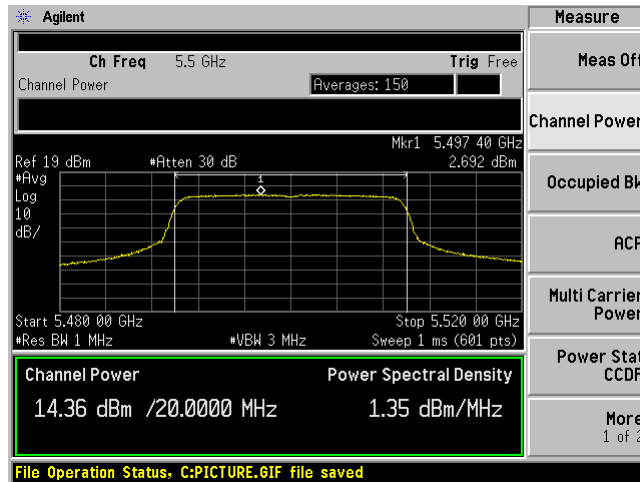 Agilent
Measure
Ch Freq 5.5 GHz Trig Free
Channel Power Averages: 150
Mkr1 5.497 40 GHz
Ref 19 dBm #Atten 30 dB 2.692 dBm
#Avg
Log
10
dB/
1
Start 5.480 00 GHz Stop 5.520 00 GHz
#Res BW 1 MHz #VBW 3 MHz Sweep 1 ms (601 pts)
Channel Power Power Spectral Density
14.36 dBm /20.0000 MHz 1.35 dBm/MHz
File Operation Status, C:PICTURE.GIF file saved
Meas Off
Channel Power
Occupied BW
ACP
Multi Carrier
Power
Power Stat
CCDF
More
1 of 2